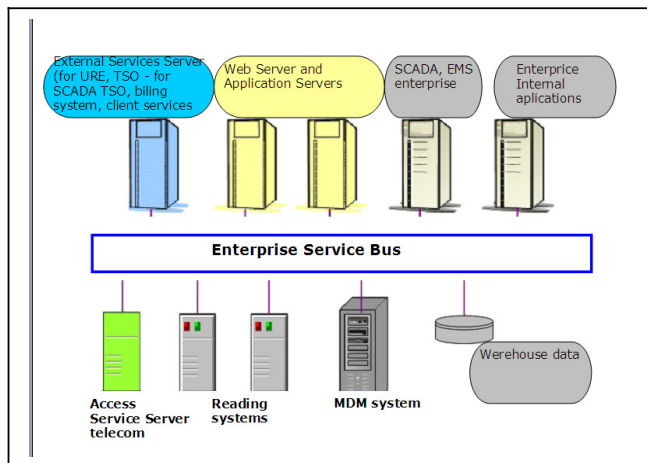 External Services Server
(for URE, TSO - for
SCADA TSO, biling
system, client services
Web Server and
Application Servers
SCADA, EMS
enterprise
Enterprice
Internal
aplications
Enterprise Service Bus
Access
Service Server
telecom
Reading
systems
MDM system
Werehouse data